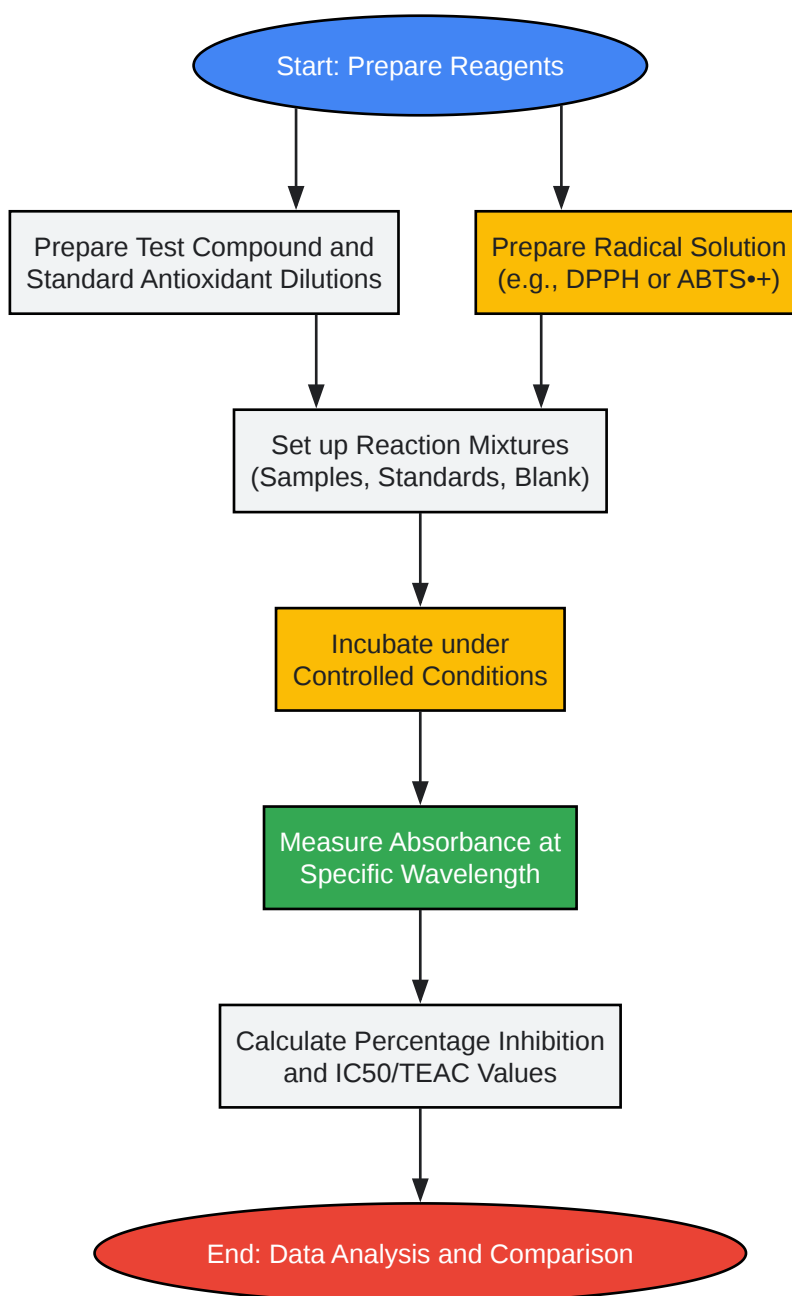 Start: Prepare Reagents
Prepare Test Compound and
Standard Antioxidant Dilutions
Prepare Radical Solution
(e.g., DPPH or ABTS•+)
Set up Reaction Mixtures
(Samples, Standards, Blank)
Incubate under
Controlled Conditions
Measure Absorbance at
Specific Wavelength
Calculate Percentage Inhibition
and IC50/TEAC Values
End: Data Analysis and Comparison